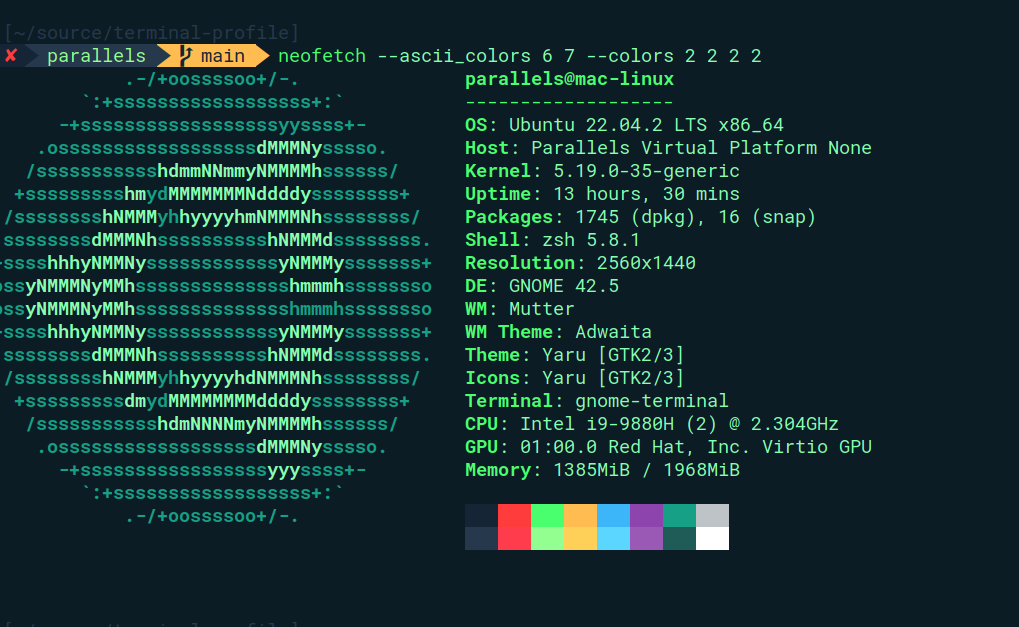 [~/source/terminal-profile]
✘ parallels main neofetch --ascii_colors 6 7 --colors 2 2 2 2
.-/+oossssoo+/-.
`:+ssssssssssssssssss+:`
-+ssssssssssssssssssyyssss+-
.ossssssssssssssssssdMMMNysssso.
/ssssssssssshdmmNNmmyNMMMMhssssss/
+ssssssssshmydMMMMMMMNddddyssssssss+
/sssssssshNMMMyhhyyyyhmNMMMNhssssssss/
ssssssssdMMMNhsssssssssshNMMMdssssssss.
-sssshhhyNMMNyssssssssssssyNMMMysssssss+
ossyNMMMNyMMhsssssssssssssshmmmhssssssso
ossyNMMMNyMMhsssssssssssssshmmmhssssssso
-sssshhhyNMMNyssssssssssssyNMMMysssssss+
ssssssssdMMMNhsssssssssshNMMMdssssssss.
/sssssssshNMMMyhhyyyyhdNMMMNhssssssss/
+sssssssssdmydMMMMMMMMddddyssssssss+
/ssssssssssshdmNNNNmyNMMMMhssssss/
.ossssssssssssssssssdMMMNysssso.
-+sssssssssssssssssyyyssss+-
`:+ssssssssssssssssss+:`
.-/+oossssoo+/-.
parallels@mac-linux
-------------------
OS: Ubuntu 22.04.2 LTS x86_64
Host: Parallels Virtual Platform None
Kernel: 5.19.0-35-generic
Uptime: 13 hours, 30 mins
Packages: 1745 (dpkg), 16 (snap)
Shell: zsh 5.8.1
Resolution: 2560x1440
DE: GNOME 42.5
WM: Mutter
WM Theme: Adwaita
Theme: Yaru [GTK2/3]
Icons: Yaru [GTK2/3]
Terminal: gnome-terminal
CPU: Intel i9-9880H (2) @ 2.304GHz
GPU: 01:00.0 Red Hat, Inc. Virtio GPU
Memory: 1385MiB / 1968MiB